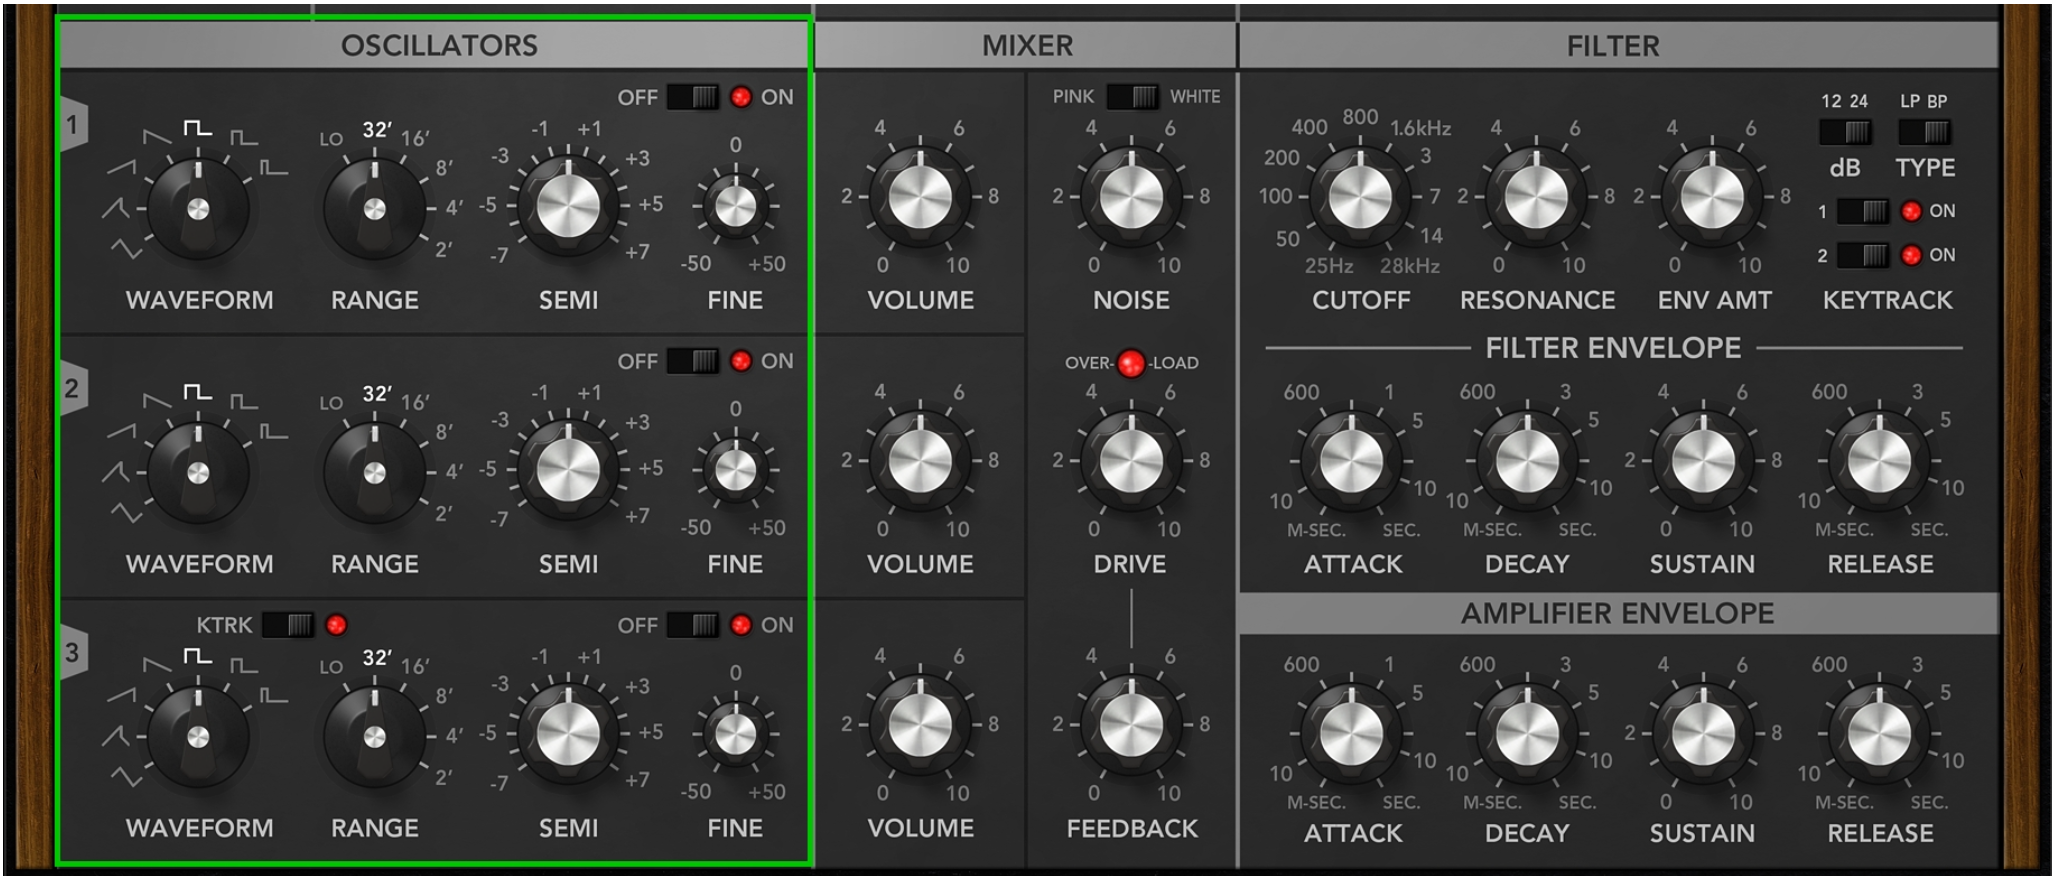 OSCILLATORS
1
OFF ON
LO 32′ 16′ 8′ 4′ 2′
-7 -5 -3 -1 +1 +3 +5 +7
-50 0 +50
WAVEFORM RANGE SEMI FINE
2
OFF ON
LO 32′ 16′ 8′ 4′ 2′
-7 -5 -3 -1 +1 +3 +5 +7
-50 0 +50
WAVEFORM RANGE SEMI FINE
3
KTRK OFF ON
LO 32′ 16′ 8′ 4′ 2′
-7 -5 -3 -1 +1 +3 +5 +7
-50 0 +50
WAVEFORM RANGE SEMI FINE
MIXER
0 2 4 6 8 10
VOLUME
0 2 4 6 8 10
VOLUME
0 2 4 6 8 10
VOLUME
PINK WHITE
0 2 4 6 8 10
NOISE
OVER- -LOAD
0 2 4 6 8 10
DRIVE
0 2 4 6 8 10
FEEDBACK
FILTER
25Hz 50 100 200 400 800 1.6kHz 3 7 14 28kHz
CUTOFF
0 2 4 6 8 10
RESONANCE
0 2 4 6 8 10
ENV AMT
12 24 LP BP
dB TYPE
1 ON
2 ON
KEYTRACK
FILTER ENVELOPE
M-SEC. 10 600 1 5 10 SEC.
ATTACK
M-SEC. 10 600 3 5 10 SEC.
DECAY
0 2 4 6 8 10
SUSTAIN
M-SEC. 10 600 3 5 10 SEC.
RELEASE
AMPLIFIER ENVELOPE
M-SEC. 10 600 1 5 10 SEC.
ATTACK
M-SEC. 10 600 3 5 10 SEC.
DECAY
0 2 4 6 8 10
SUSTAIN
M-SEC. 10 600 3 5 10 SEC.
RELEASE